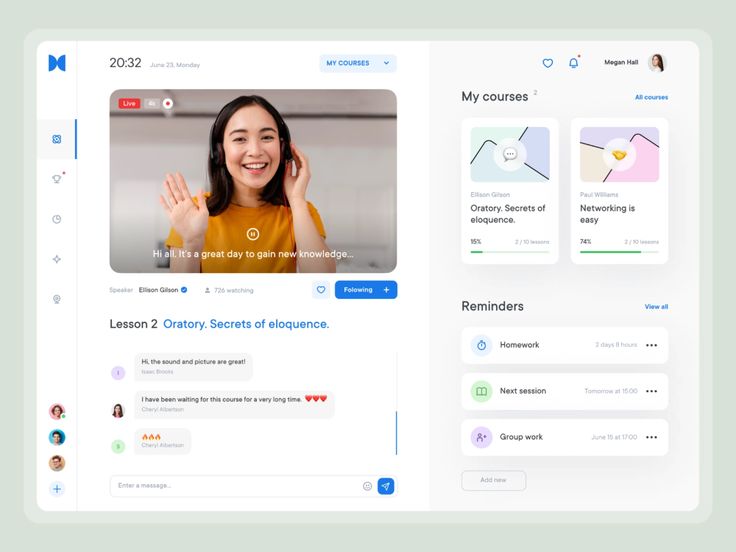 20:32
June 23, Monday
MY COURSES
Megan Hall
Live
4k
Hi all. It's a great day to gain new knowledge...
Speaker
Ellison Gilson
726 watching
Folowing
Lesson 2 Oratory. Secrets of eloquence.
I
Hi, the sound and picture are great!
Isaac Brooks
I have been waiting for this course for a very long time. ❤️❤️❤️
Cheryl Albertson
S
🔥🔥🔥
Cheryl Albertson
Enter a message...
My courses 2
All courses
Ellison Gilson
Oratory. Secrets of
eloquence.
15%
2 / 10 lessons
Paul Williams
Networking is
easy
74%
2 / 10 lessons
Reminders
View all
Homework
2 days 9 hours
Next session
Tomorrow at 15:00
Group work
June 15 at 17:00
Add new